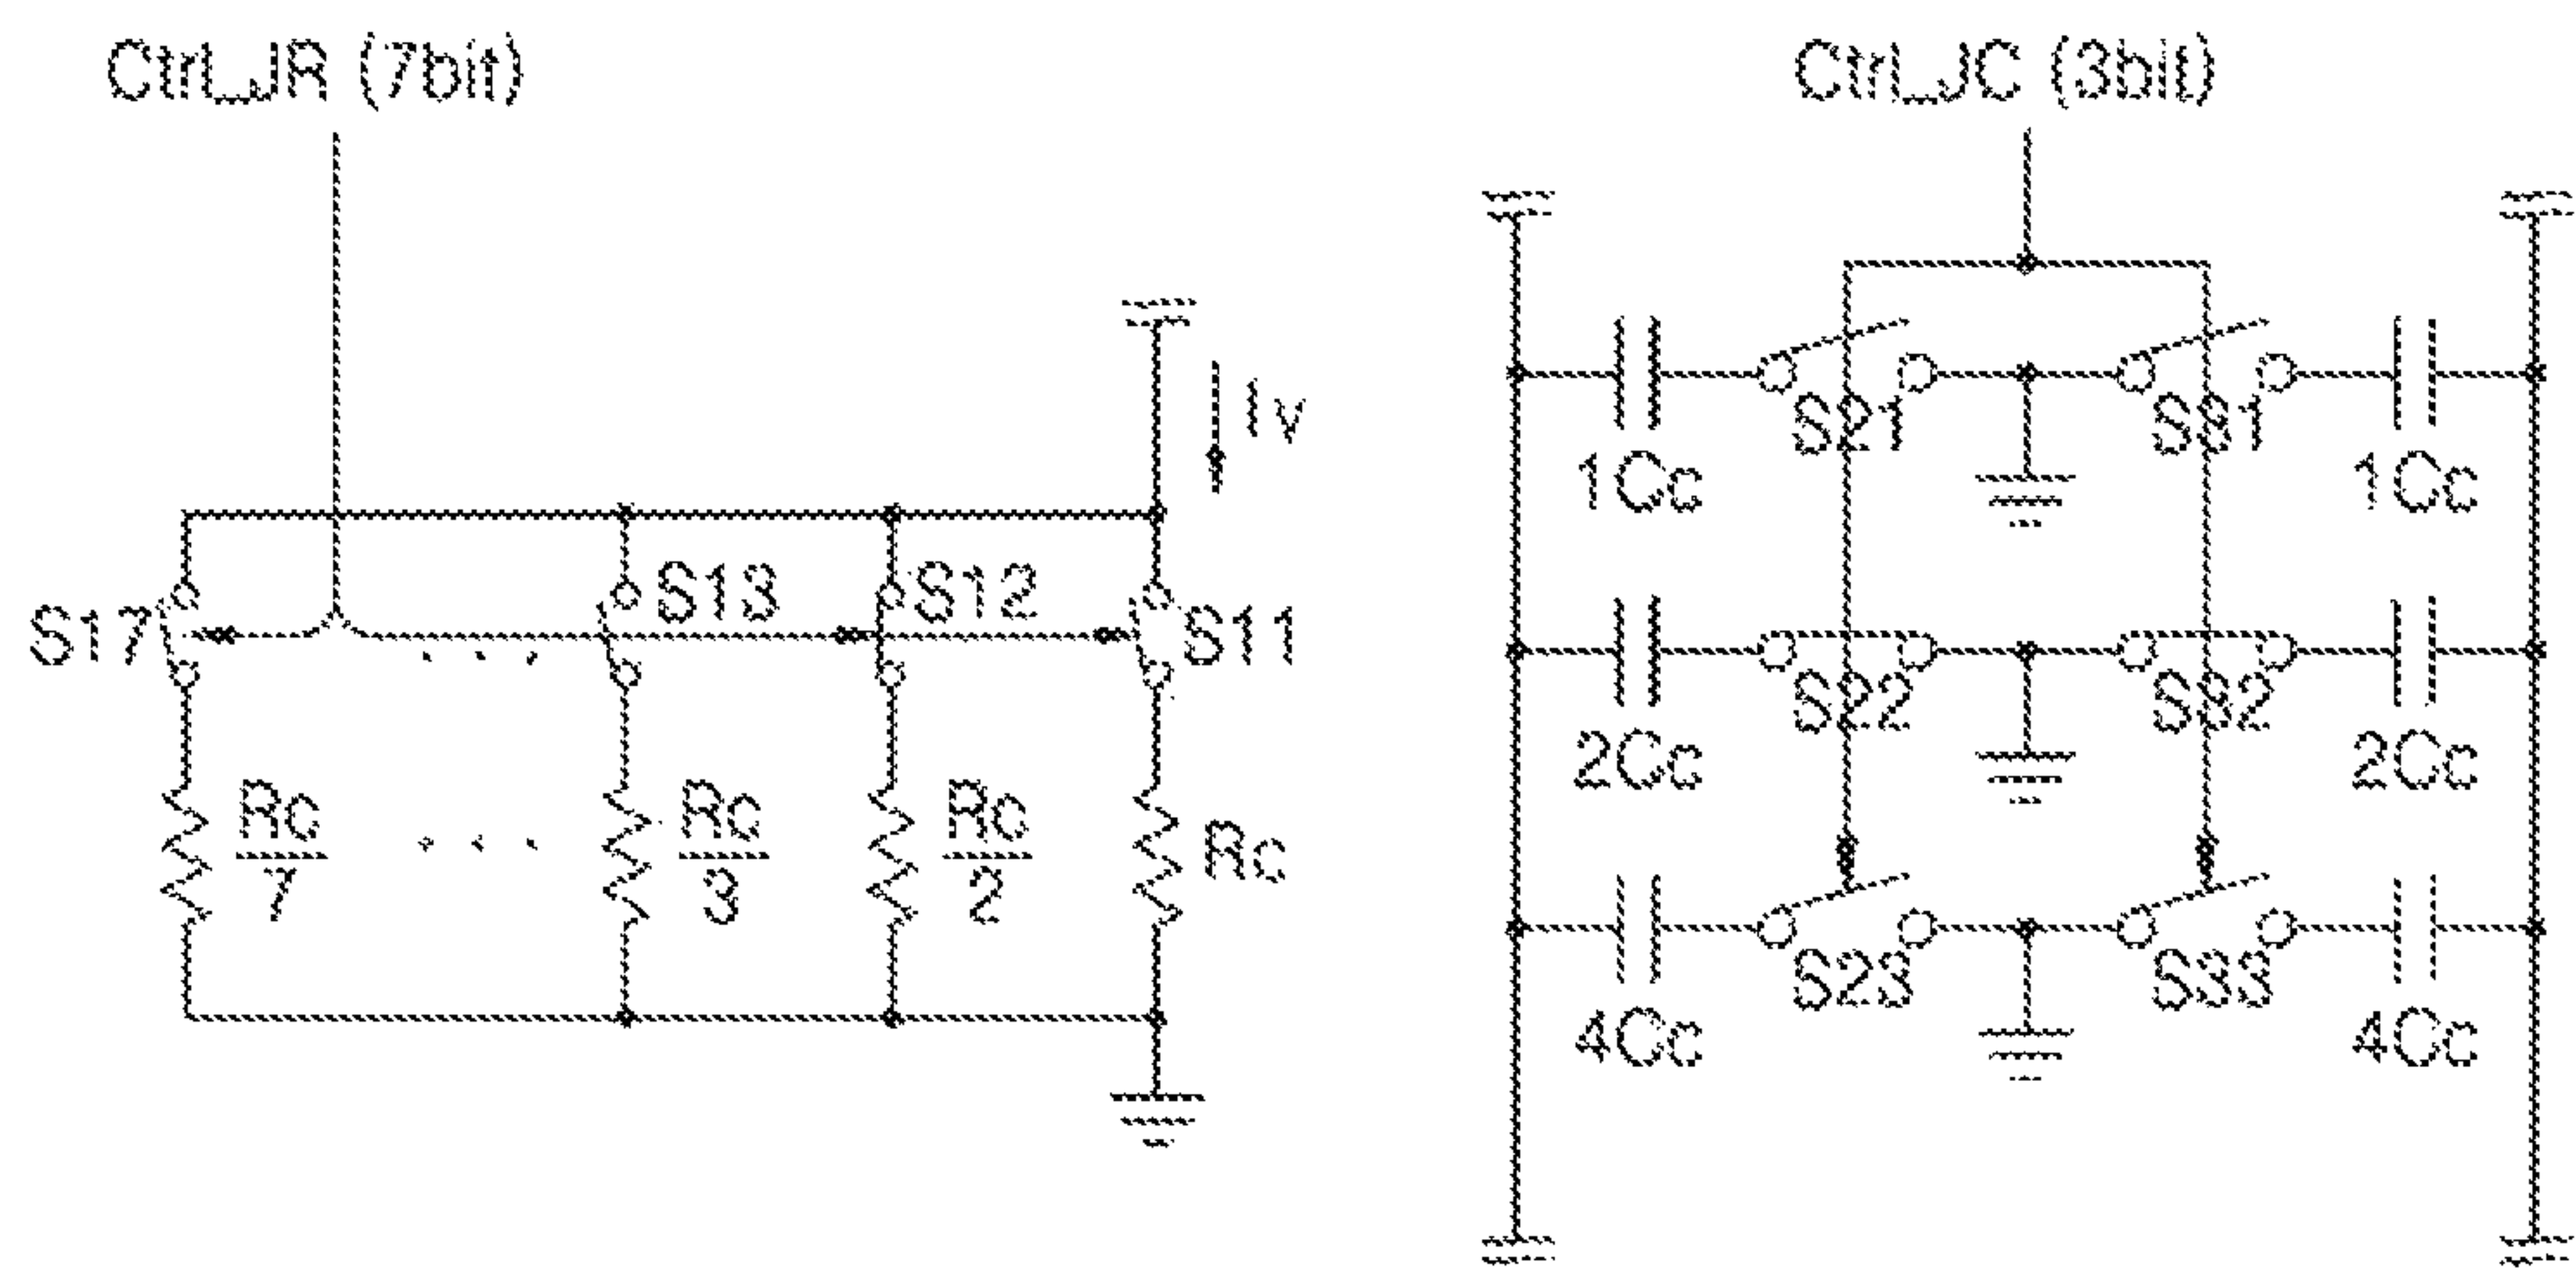 Ctrl_JR (7bit)
Ctrl_JC (3bit)
Iv
S21
S31
1Cc
1Cc
S17
S13
S12
S11
. . .
S22
S32
2Cc
2Cc
Rc
7
. . .
Rc
3
Rc
2
Rc
S23
S33
4Cc
4Cc